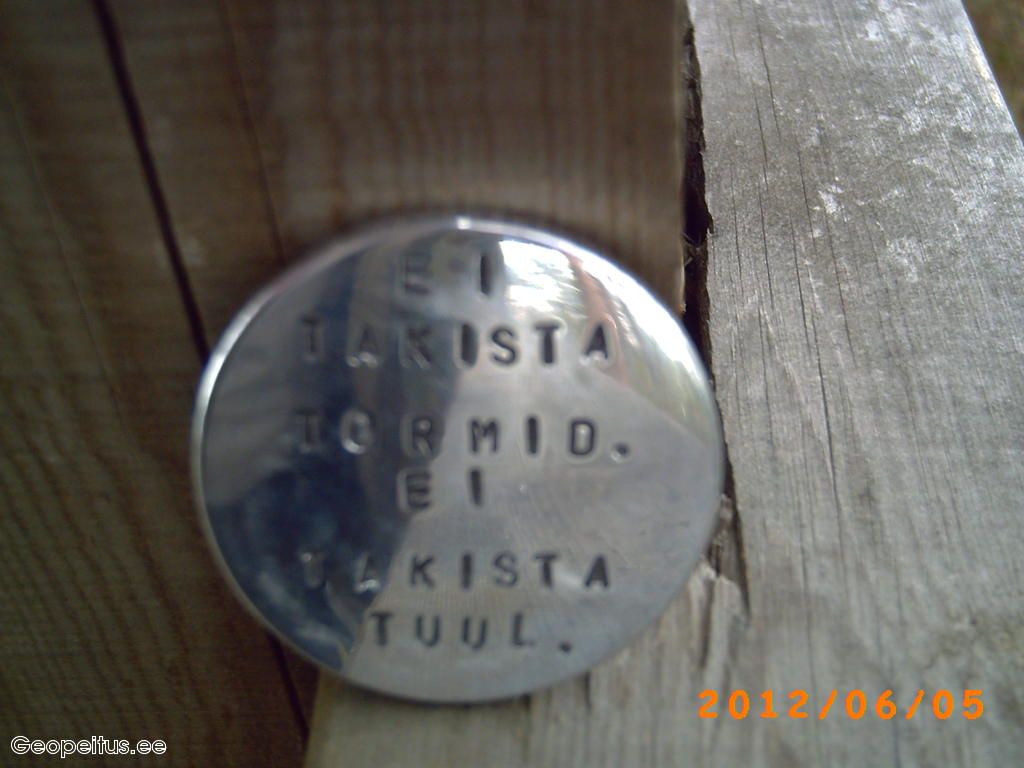 EI
TAKISTA
TORMID.
EI
TAKISTA
TUUL.
2012/06/05
Geopeitus.ee